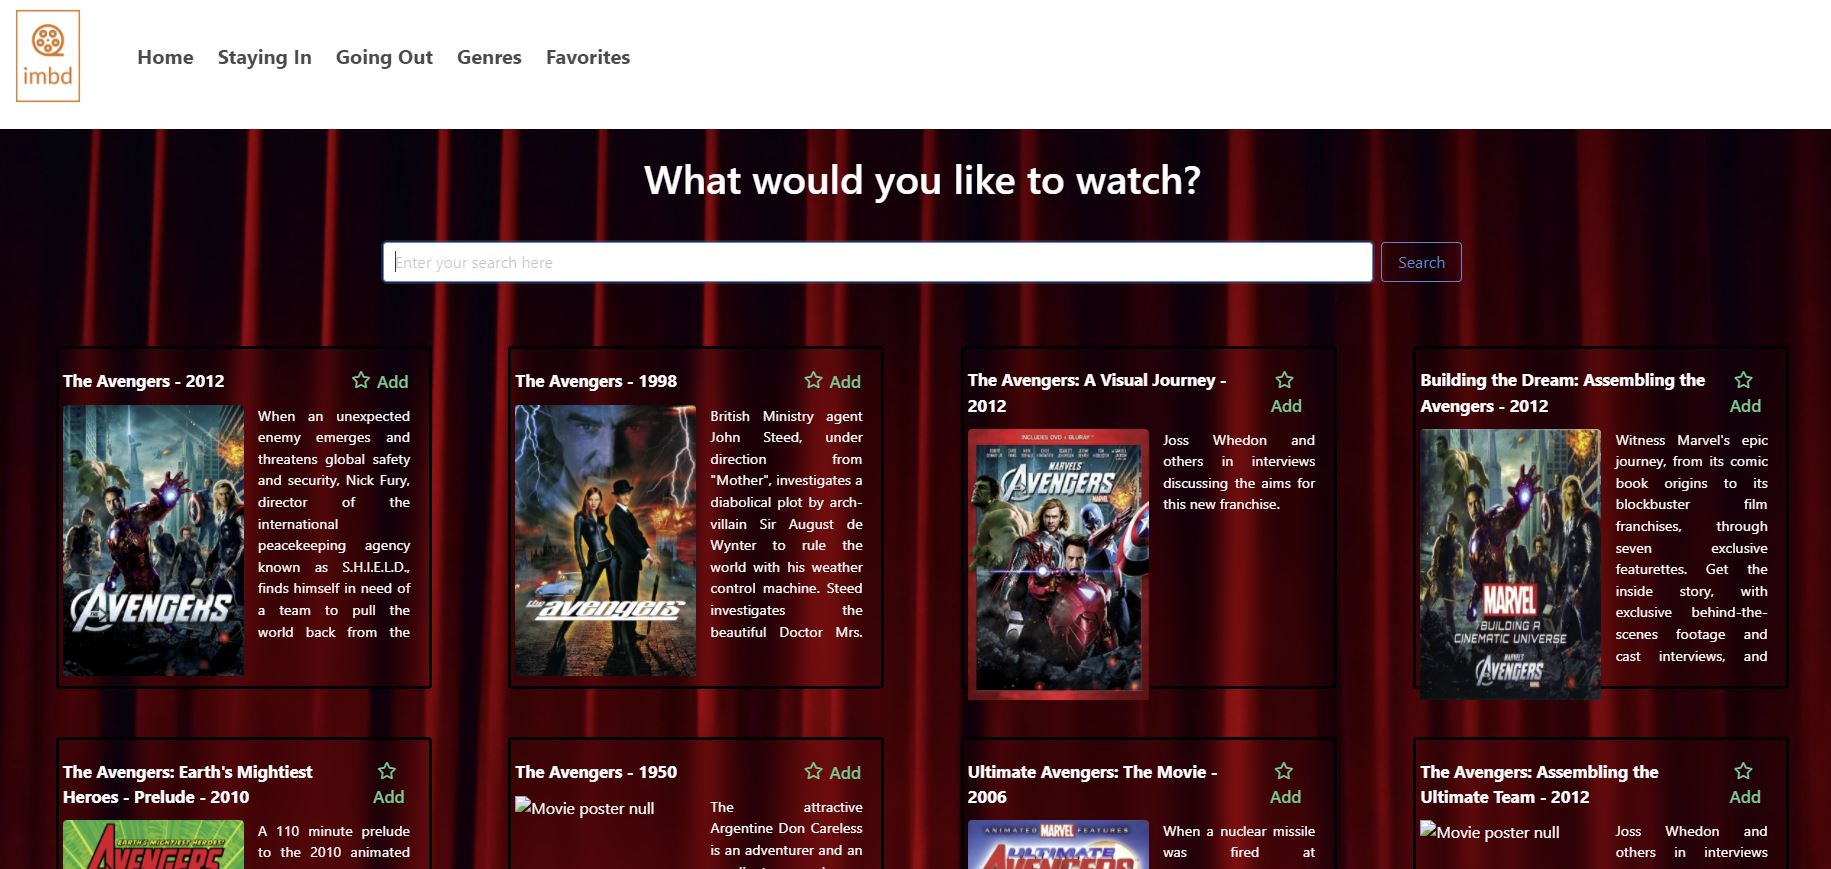 imbd
Home
Staying In
Going Out
Genres
Favorites
What would you like to watch?
Enter your search here
Search
The Avengers - 2012
Add
When an unexpected
enemy emerges and
threatens global safety
and security, Nick Fury,
director of the
international
peacekeeping agency
known as S.H.I.E.L.D.,
finds himself in need of
a team to pull the
world back from the
AVENGERS
The Avengers - 1998
Add
British Ministry agent
John Steed, under
direction from
"Mother", investigates a
diabolical plot by arch-
villain Sir August de
Wynter to rule the
world with his weather
control machine. Steed
investigates the
beautiful Doctor Mrs.
the avengers
The Avengers: A Visual Journey -
2012
Add
INCLUDES DVD + BLU-RAY
MARVEL'S
AVENGERS
Joss Whedon and
others in interviews
discussing the aims for
this new franchise.
Building the Dream: Assembling the
Avengers - 2012
Add
Witness Marvel's epic
journey, from its comic
book origins to its
blockbuster film
franchises, through
seven exclusive
featurettes. Get the
inside story, with
exclusive behind-the-
scenes footage and
cast interviews, and
MARVEL
BUILDING A
CINEMATIC UNIVERSE
MARVEL'S
AVENGERS
The Avengers: Earth's Mightiest
Heroes - Prelude - 2010
Add
EARTH'S MIGHTIEST HEROES!
AVENGERS
A 110 minute prelude
to the 2010 animated
The Avengers - 1950
Add
Movie poster null
The attractive
Argentine Don Careless
is an adventurer and an
Ultimate Avengers: The Movie -
2006
Add
ANIMATED MARVEL FEATURES
ULTIMATE
AVENGERS
When a nuclear missile
was fired at
The Avengers: Assembling the
Ultimate Team - 2012
Add
Movie poster null
Joss Whedon and
others in interviews